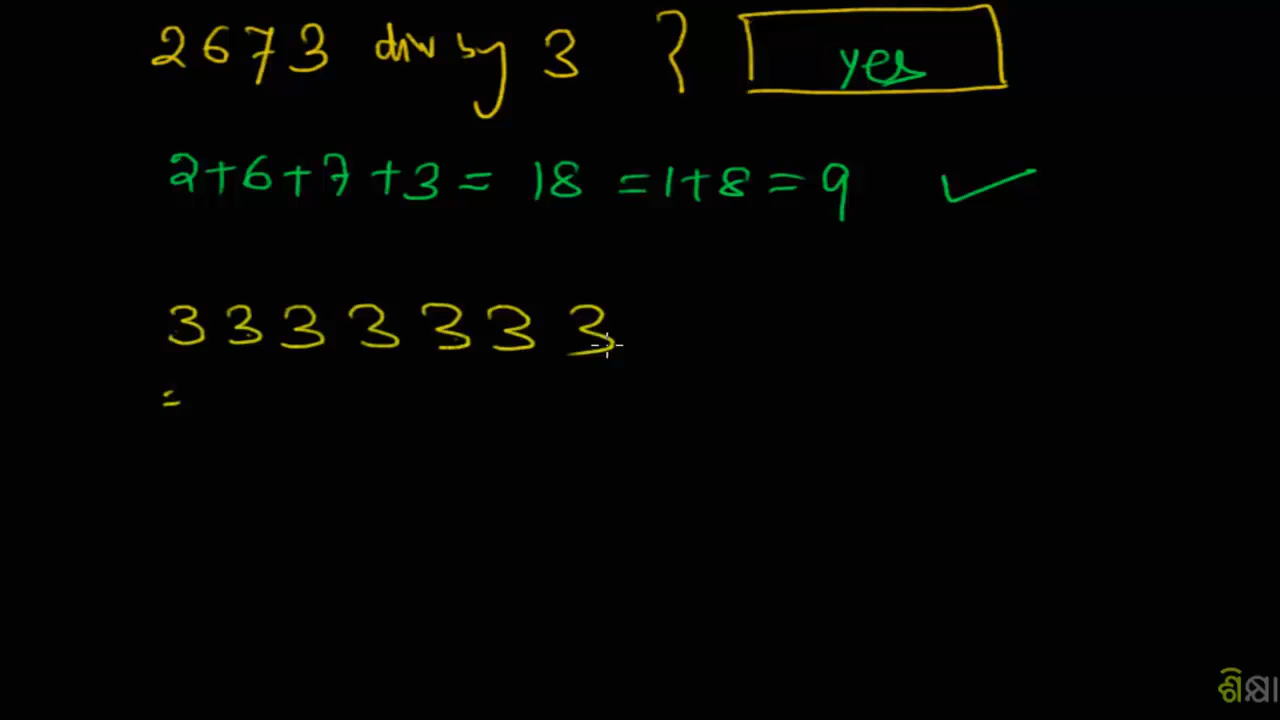 2673 div by 3 ? yes
2+6+7+3= 18 =1+8=9 ✓
3333333
=
ଶିକ୍ଷା